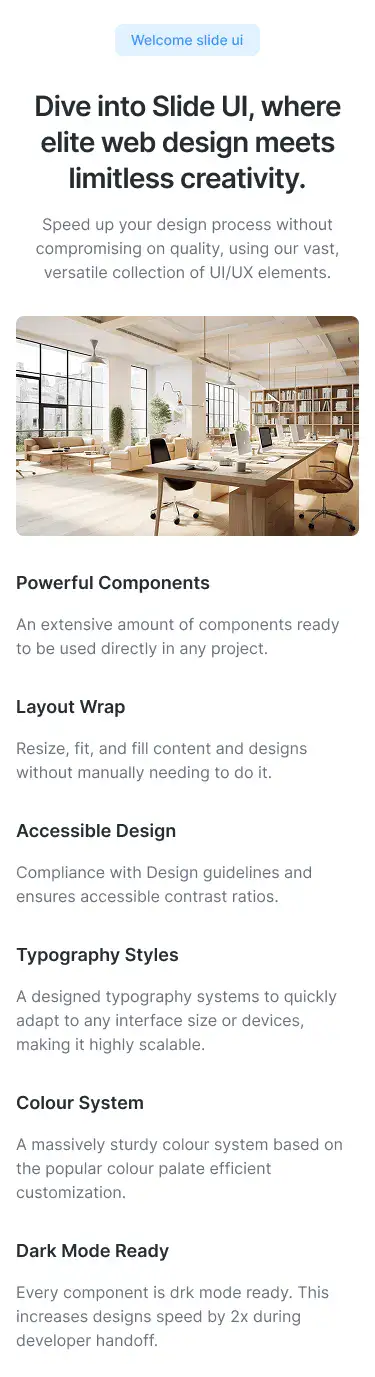 Welcome slide ui
Dive into Slide UI, where
elite web design meets
limitless creativity.
Speed up your design process without
compromising on quality, using our vast,
versatile collection of UI/UX elements.
Powerful Components
An extensive amount of components ready
to be used directly in any project.
Layout Wrap
Resize, fit, and fill content and designs
without manually needing to do it.
Accessible Design
Compliance with Design guidelines and
ensures accessible contrast ratios.
Typography Styles
A designed typography systems to quickly
adapt to any interface size or devices,
making it highly scalable.
Colour System
A massively sturdy colour system based on
the popular colour palate efficient
customization.
Dark Mode Ready
Every component is drk mode ready. This
increases designs speed by 2x during
developer handoff.